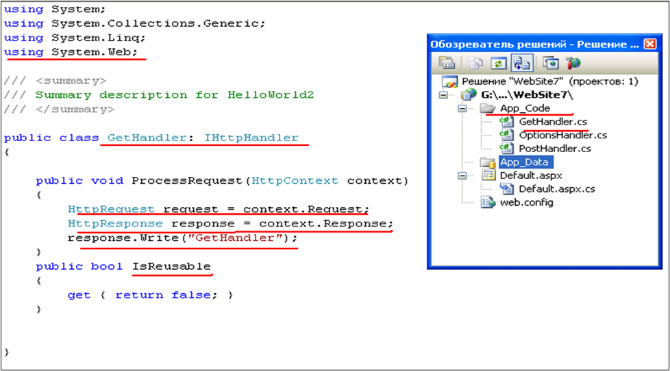 using System;
using System.Collections.Generic;
using System.Linq;
using System.Web;
/// <summary>
/// Summary description for HelloWorld2
/// </summary>
public class GetHandler: IHttpHandler
{
public void ProcessRequest(HttpContext context)
{
HttpRequest request = context.Request;
HttpResponse response = context.Response;
response.Write("GetHandler");
}
public bool IsReusable
{
get { return false; }
}
}
Обозреватель решений - Решение ...
Решение "WebSite7" (проектов: 1)
G:\...\WebSite7\
App_Code
GetHandler.cs
OptionsHandler.cs
PostHandler.cs
App_Data
Default.aspx
Default.aspx.cs
web.config